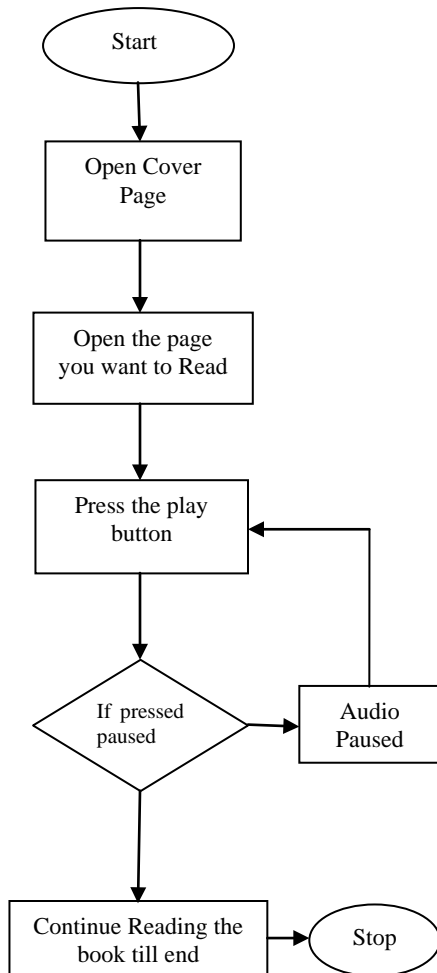 Start
Open Cover
Page
Open the page
you want to Read
Press the play
button
If pressed
paused
Audio
Paused
Continue Reading the
book till end
Stop